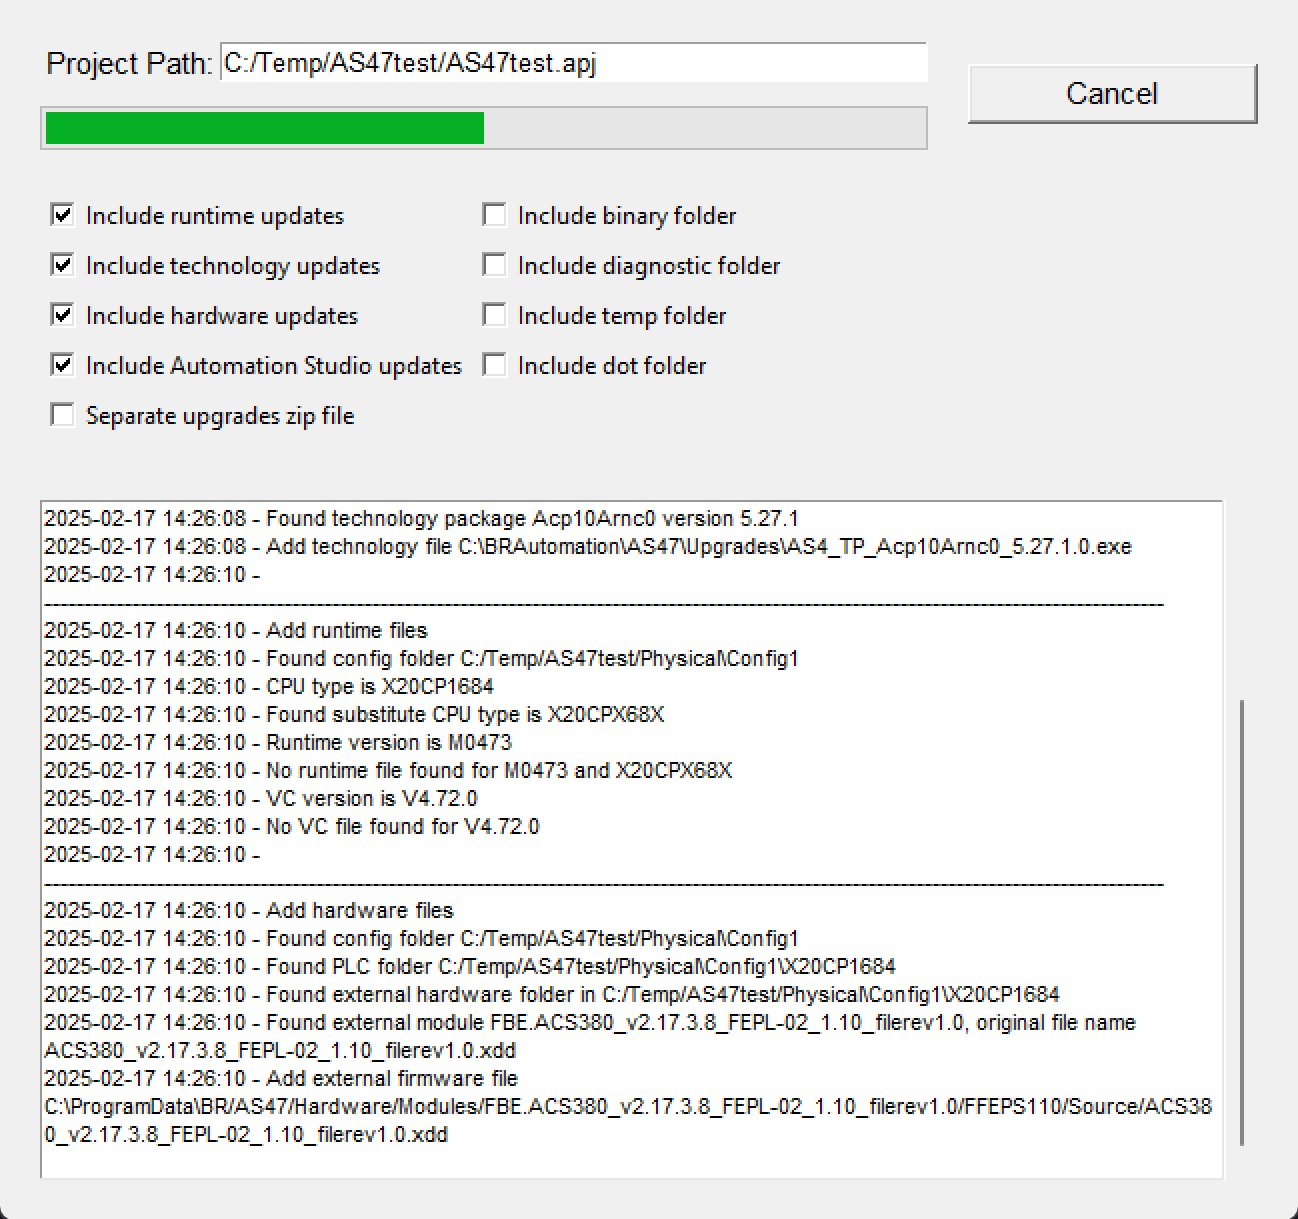 Project Path: C:/Temp/AS47test/AS47test.apj
Cancel
Include runtime updates
Include binary folder
Include technology updates
Include diagnostic folder
Include hardware updates
Include temp folder
Include Automation Studio updates
Include dot folder
Separate upgrades zip file
2025-02-17 14:26:08 - Found technology package Acp10Arnc0 version 5.27.1
2025-02-17 14:26:08 - Add technology file C:\BRAutomation\AS47\Upgrades\AS4_TP_Acp10Arnc0_5.27.1.0.exe
2025-02-17 14:26:10 -
----------------------------------------------------------------------------------------------------------------------------------------------------------------
2025-02-17 14:26:10 - Add runtime files
2025-02-17 14:26:10 - Found config folder C:/Temp/AS47test/Physical\Config1
2025-02-17 14:26:10 - CPU type is X20CP1684
2025-02-17 14:26:10 - Found substitute CPU type is X20CPX68X
2025-02-17 14:26:10 - Runtime version is M0473
2025-02-17 14:26:10 - No runtime file found for M0473 and X20CPX68X
2025-02-17 14:26:10 - VC version is V4.72.0
2025-02-17 14:26:10 - No VC file found for V4.72.0
2025-02-17 14:26:10 -
----------------------------------------------------------------------------------------------------------------------------------------------------------------
2025-02-17 14:26:10 - Add hardware files
2025-02-17 14:26:10 - Found config folder C:/Temp/AS47test/Physical\Config1
2025-02-17 14:26:10 - Found PLC folder C:/Temp/AS47test/Physical\Config1\X20CP1684
2025-02-17 14:26:10 - Found external hardware folder in C:/Temp/AS47test/Physical\Config1\X20CP1684
2025-02-17 14:26:10 - Found external module FBE.ACS380_v2.17.3.8_FEPL-02_1.10_filerev1.0, original file name
ACS380_v2.17.3.8_FEPL-02_1.10_filerev1.0.xdd
2025-02-17 14:26:10 - Add external firmware file
C:\ProgramData\BR/AS47/Hardware/Modules/FBE.ACS380_v2.17.3.8_FEPL-02_1.10_filerev1.0/FFEPS110/Source/ACS38
0_v2.17.3.8_FEPL-02_1.10_filerev1.0.xdd